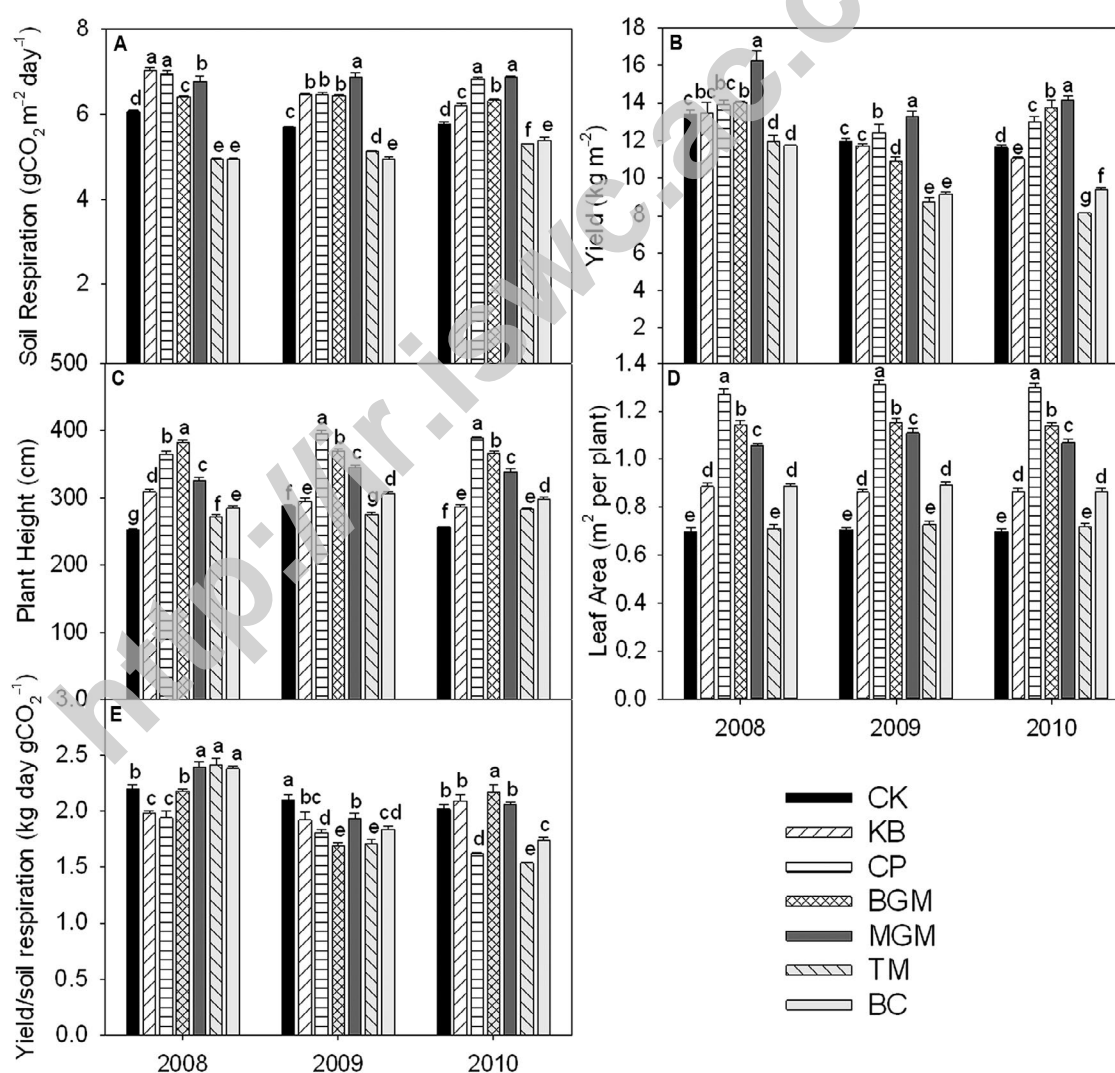 A
Soil Respiration (gCO₂ m⁻² day⁻¹)
8
6
4
2
500
d a a c b e e
c b b b a d e
d c a b a f e
B
Yield (kg m⁻²)
18
16
14
12
10
8
6
4
2
1.4
c bc bc b a d d
c c b d a e e
d e c b a g f
C
Plant Height (cm)
400
300
200
100
3.0
g d b a c f e
f e a b c g d
f e a b c e d
D
Leaf Area (m² per plant)
1.2
1.0
0.8
0.6
0.4
0.2
0.0
e d a b c e d
e d a b c e d
e d a b c e d
2008 2009 2010
E
Yield/soil respiration (kg day gCO₂⁻¹)
2.5
2.0
1.5
1.0
0.5
0.0
b c c b a a a
a bc d e b e cd
b b d a b e c
2008 2009 2010
CK
KB
CP
BGM
MGM
TM
BC